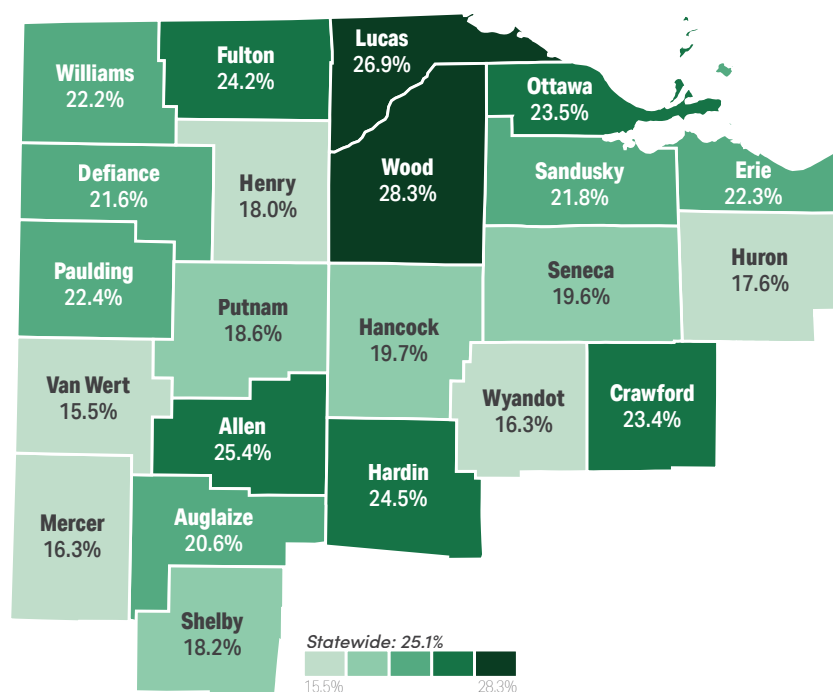 Lucas
26.9%
Fulton
24.2%
Williams
22.2%
Ottawa
23.5%
Wood
28.3%
Defiance
21.6%
Henry
18.0%
Sandusky
21.8%
Erie
22.3%
Huron
17.6%
Paulding
22.4%
Seneca
19.6%
Putnam
18.6%
Hancock
19.7%
Van Wert
15.5%
Wyandot
16.3%
Crawford
23.4%
Allen
25.4%
Hardin
24.5%
Mercer
16.3%
Auglaize
20.6%
Shelby
18.2%
Statewide: 25.1%
15.5% 28.3%